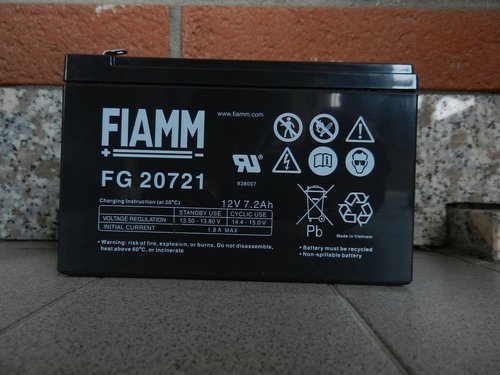 www.fiamm.com
FIAMM
+ -
FG 20721
938007
Charging Instruction (at 20°C)
12V 7.2Ah
STANDBY USE CYCLIC USE
VOLTAGE REGULATION 13.50 - 13.80 V 14.4 - 15.0 V
INITIAL CURRENT 1.8 A MAX
• Warning: risk of fire, explosion, or burns. Do not disassemble,
heat above 60°C, or incinerate
Pb
Made in Vietnam
• Battery must be recycled
• Non-spillable battery